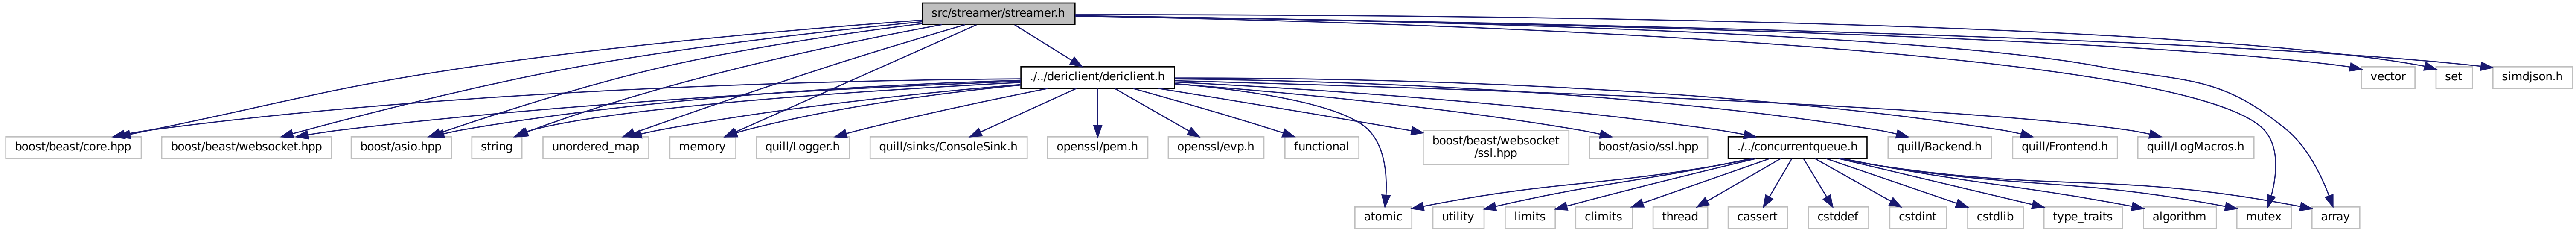 src/streamer/streamer.h
./../dericlient/dericlient.h
vector
set
simdjson.h
boost/beast/core.hpp
boost/beast/websocket.hpp
boost/asio.hpp
string
unordered_map
memory
quill/Logger.h
quill/sinks/ConsoleSink.h
openssl/pem.h
openssl/evp.h
functional
boost/beast/websocket
/ssl.hpp
boost/asio/ssl.hpp
./../concurrentqueue.h
quill/Backend.h
quill/Frontend.h
quill/LogMacros.h
atomic
utility
limits
climits
thread
cassert
cstddef
cstdint
cstdlib
type_traits
algorithm
mutex
array